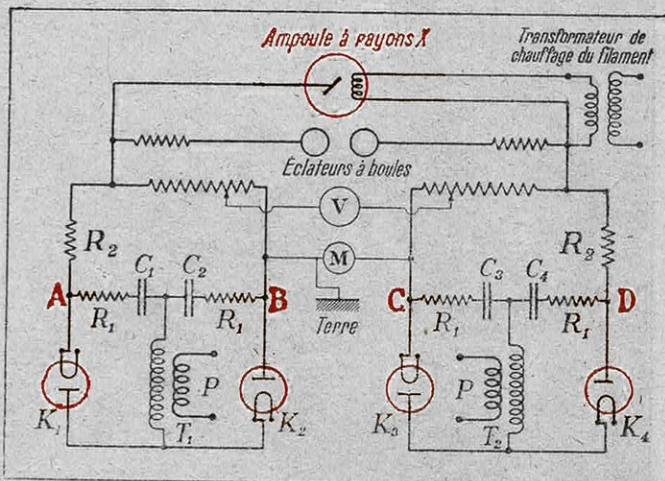 Ampoule à rayons X
Transformateur de
chauffage du filament
Éclateurs à boules
V
R2
C1
C2
M
C3
C4
R2
A
R1
R1
B
Terre
C
R1
R1
D
K1
P
T1
K2
K3
P
T2
K4